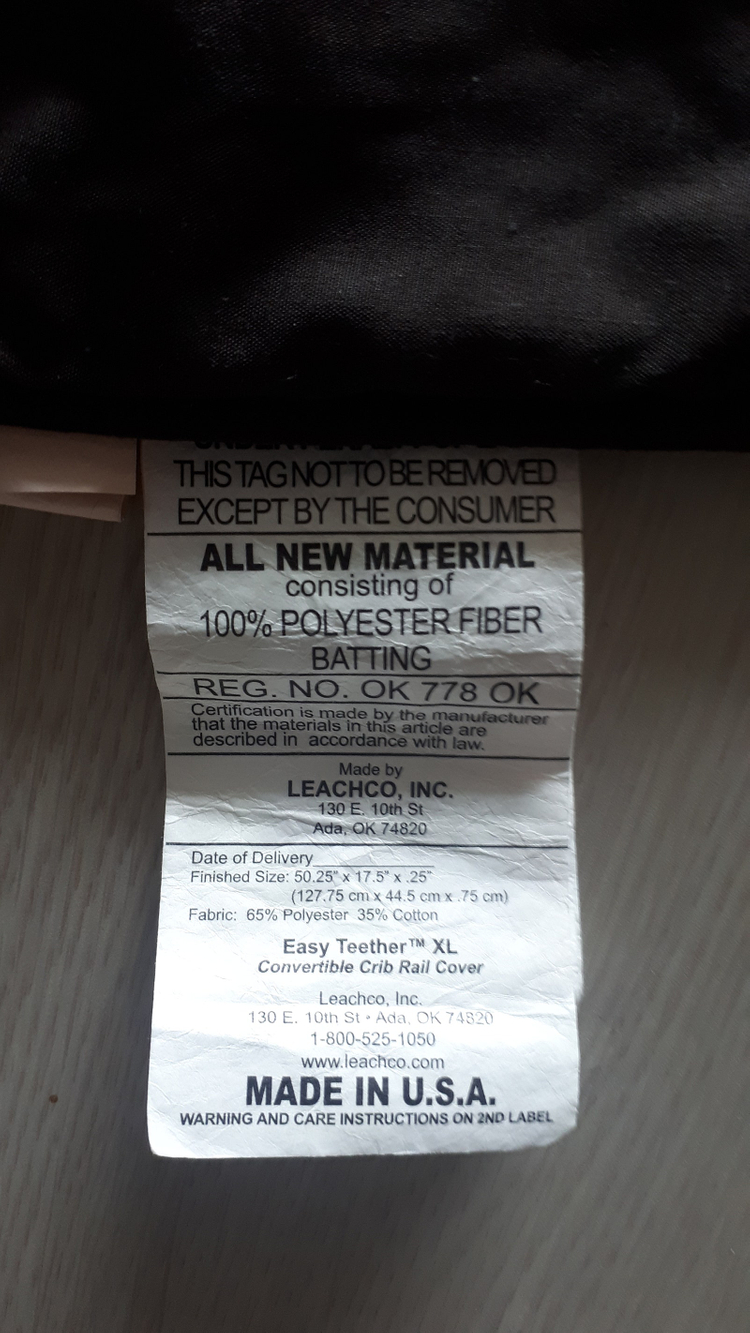 THIS TAG NOT TO BE REMOVED
EXCEPT BY THE CONSUMER
ALL NEW MATERIAL
consisting of
100% POLYESTER FIBER
BATTING
REG. NO. OK 778 OK
Certification is made by the manufacturer
that the materials in this article are
described in accordance with law.
Made by
LEACHCO, INC.
130 E. 10th St
Ada, OK 74820
Date of Delivery____________
Finished Size: 50.25" x 17.5" x .25"
(127.75 cm x 44.5 cm x .75 cm)
Fabric: 65% Polyester 35% Cotton
Easy Teether™ XL
Convertible Crib Rail Cover
Leachco, Inc.
130 E. 10th St • Ada, OK 74820
1-800-525-1050
www.leachco.com
MADE IN U.S.A.
WARNING AND CARE INSTRUCTIONS ON 2ND LABEL